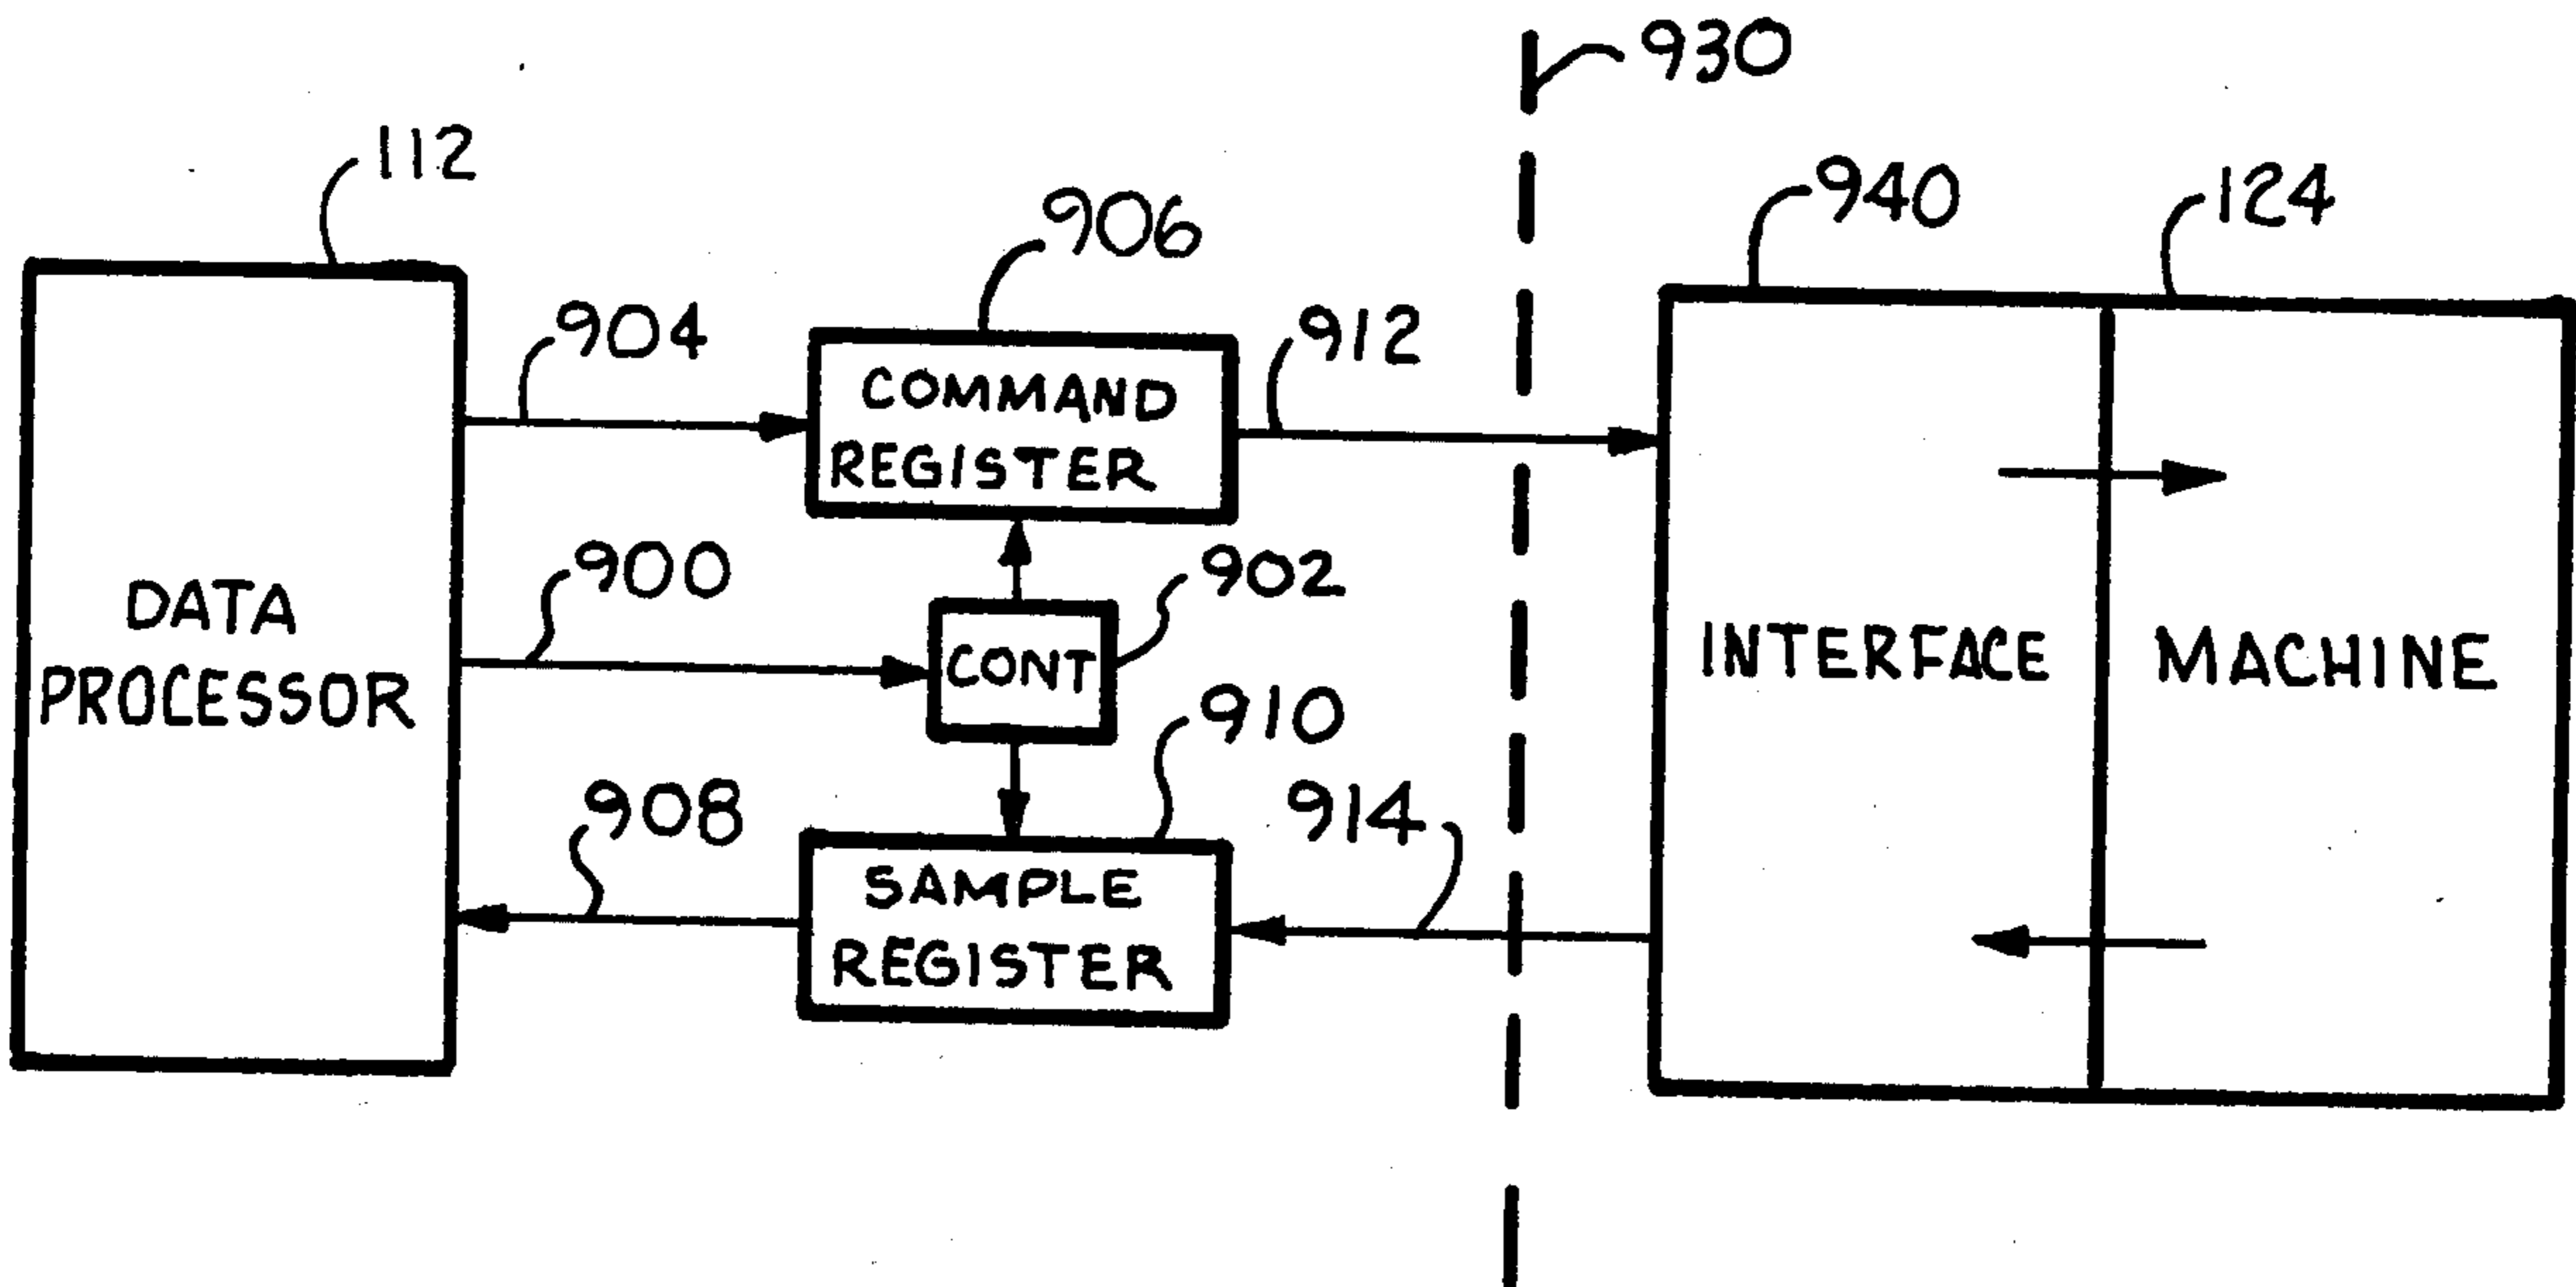 930
112
906
940
124
904
912
COMMAND
REGISTER
900
902
DATA
PROCESSOR
CONT
INTERFACE
MACHINE
910
908
914
SAMPLE
REGISTER